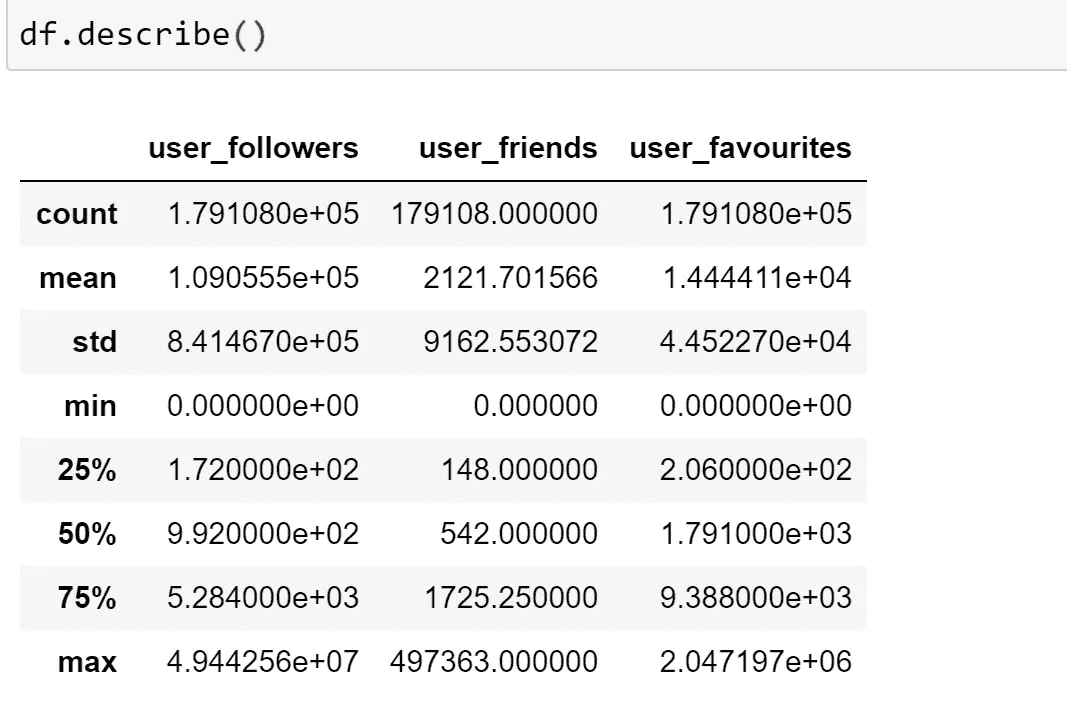 df.describe()
user_followers user_friends user_favourites
count 1.791080e+05 179108.000000 1.791080e+05
mean 1.090555e+05 2121.701566 1.444411e+04
std 8.414670e+05 9162.553072 4.452270e+04
min 0.000000e+00 0.000000 0.000000e+00
25% 1.720000e+02 148.000000 2.060000e+02
50% 9.920000e+02 542.000000 1.791000e+03
75% 5.284000e+03 1725.250000 9.388000e+03
max 4.944256e+07 497363.000000 2.047197e+06